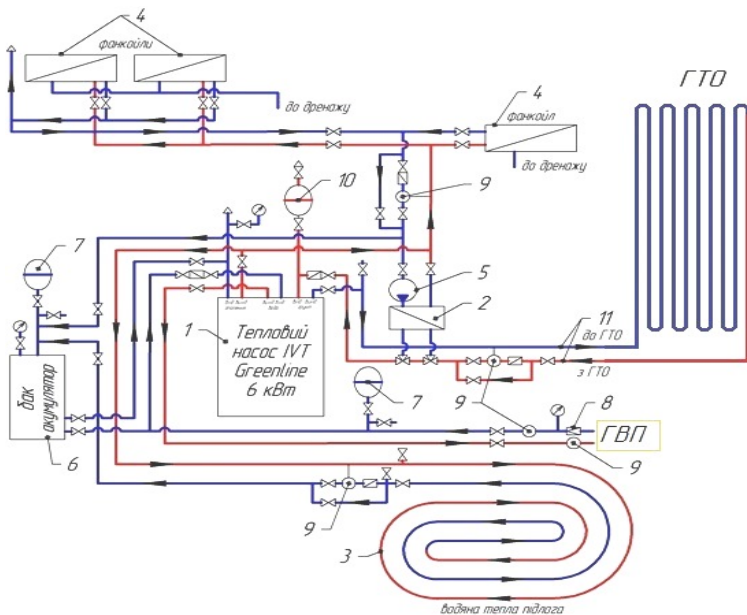 4
фанкойли
до дренажу
4
фанкойл
до дренажу
ГТО
10
9
7
5
2
1
Тепловий
насос IVT
Greenline
6 кВт
11
до ГТО
з ГТО
бак
акумулятор
6
7
9
8
ГВП
9
9
3
водяна тепла підлога